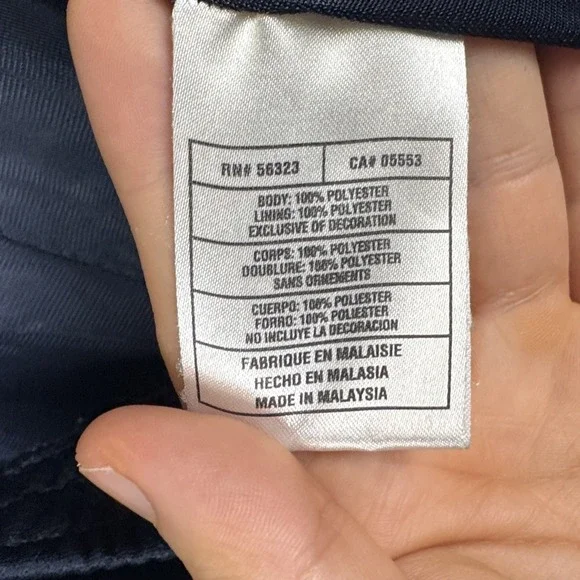 RN# 56323 CA# 05553
BODY: 100% POLYESTER
LINING: 100% POLYESTER
EXCLUSIVE OF DECORATION
CORPS: 100% POLYESTER
DOUBLURE: 100% POLYESTER
SANS ORNEMENTS
CUERPO: 100% POLIESTER
FORRO: 100% POLIESTER
NO INCLUYE LA DECORACION
FABRIQUE EN MALAISIE
HECHO EN MALASIA
MADE IN MALAYSIA